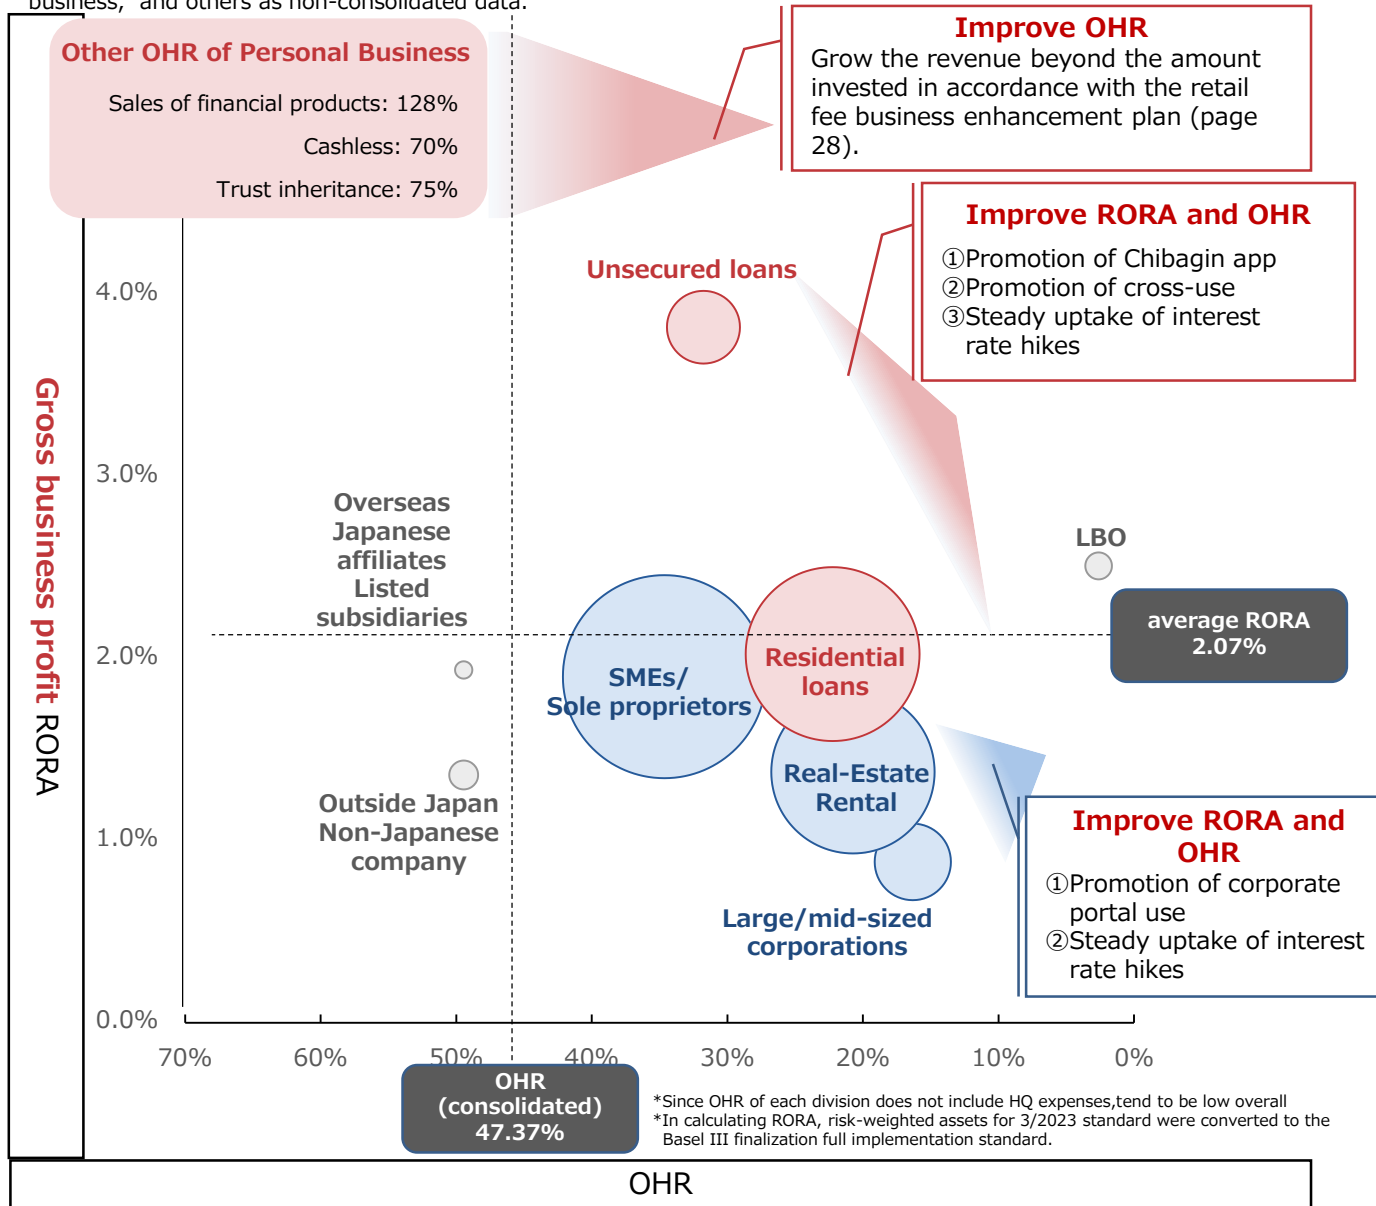 business," and others as non-consolidated data.
Other OHR of Personal Business
Sales of financial products: 128%
Cashless: 70%
Trust inheritance: 75%
Improve OHR
Grow the revenue beyond the amount
invested in accordance with the retail
fee business enhancement plan (page
28).
Improve RORA and OHR
①Promotion of Chibagin app
②Promotion of cross-use
③Steady uptake of interest
rate hikes
Gross business profit RORA
4.0%
3.0%
2.0%
1.0%
0.0%
Unsecured loans
Overseas
Japanese
affiliates
Listed
subsidiaries
LBO
average RORA
2.07%
SMEs/
Sole proprietors
Residential
loans
Real-Estate
Rental
Outside Japan
Non-Japanese
company
Large/mid-sized
corporations
Improve RORA and
OHR
①Promotion of corporate
portal use
②Steady uptake of interest
rate hikes
70%
60%
50%
40%
30%
20%
10%
0%
OHR
(consolidated)
47.37%
*Since OHR of each division does not include HQ expenses,tend to be low overall
*In calculating RORA, risk-weighted assets for 3/2023 standard were converted to the
Basel III finalization full implementation standard.
OHR